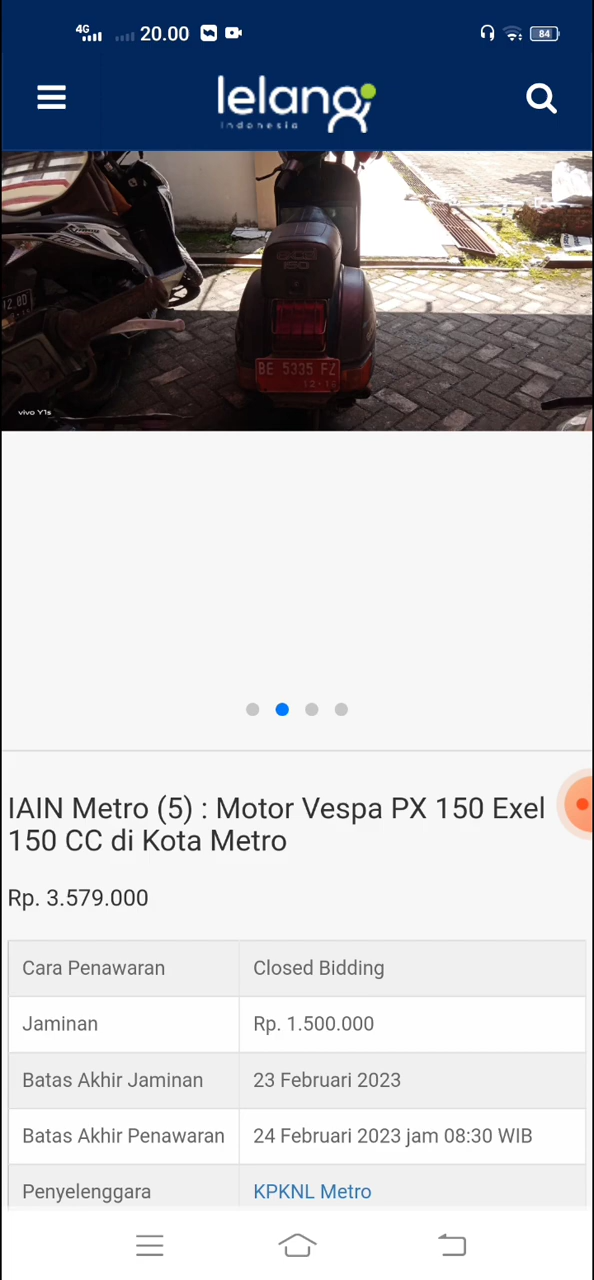 4G
20.00
84
lelang
Indonesia
150
BE 5335 FZ
vivo Y1s
IAIN Metro (5) : Motor Vespa PX 150 Exel
150 CC di Kota Metro
Rp. 3.579.000
Cara Penawaran Closed Bidding
Jaminan Rp. 1.500.000
Batas Akhir Jaminan 23 Februari 2023
Batas Akhir Penawaran 24 Februari 2023 jam 08:30 WIB
Penyelenggara KPKNL Metro